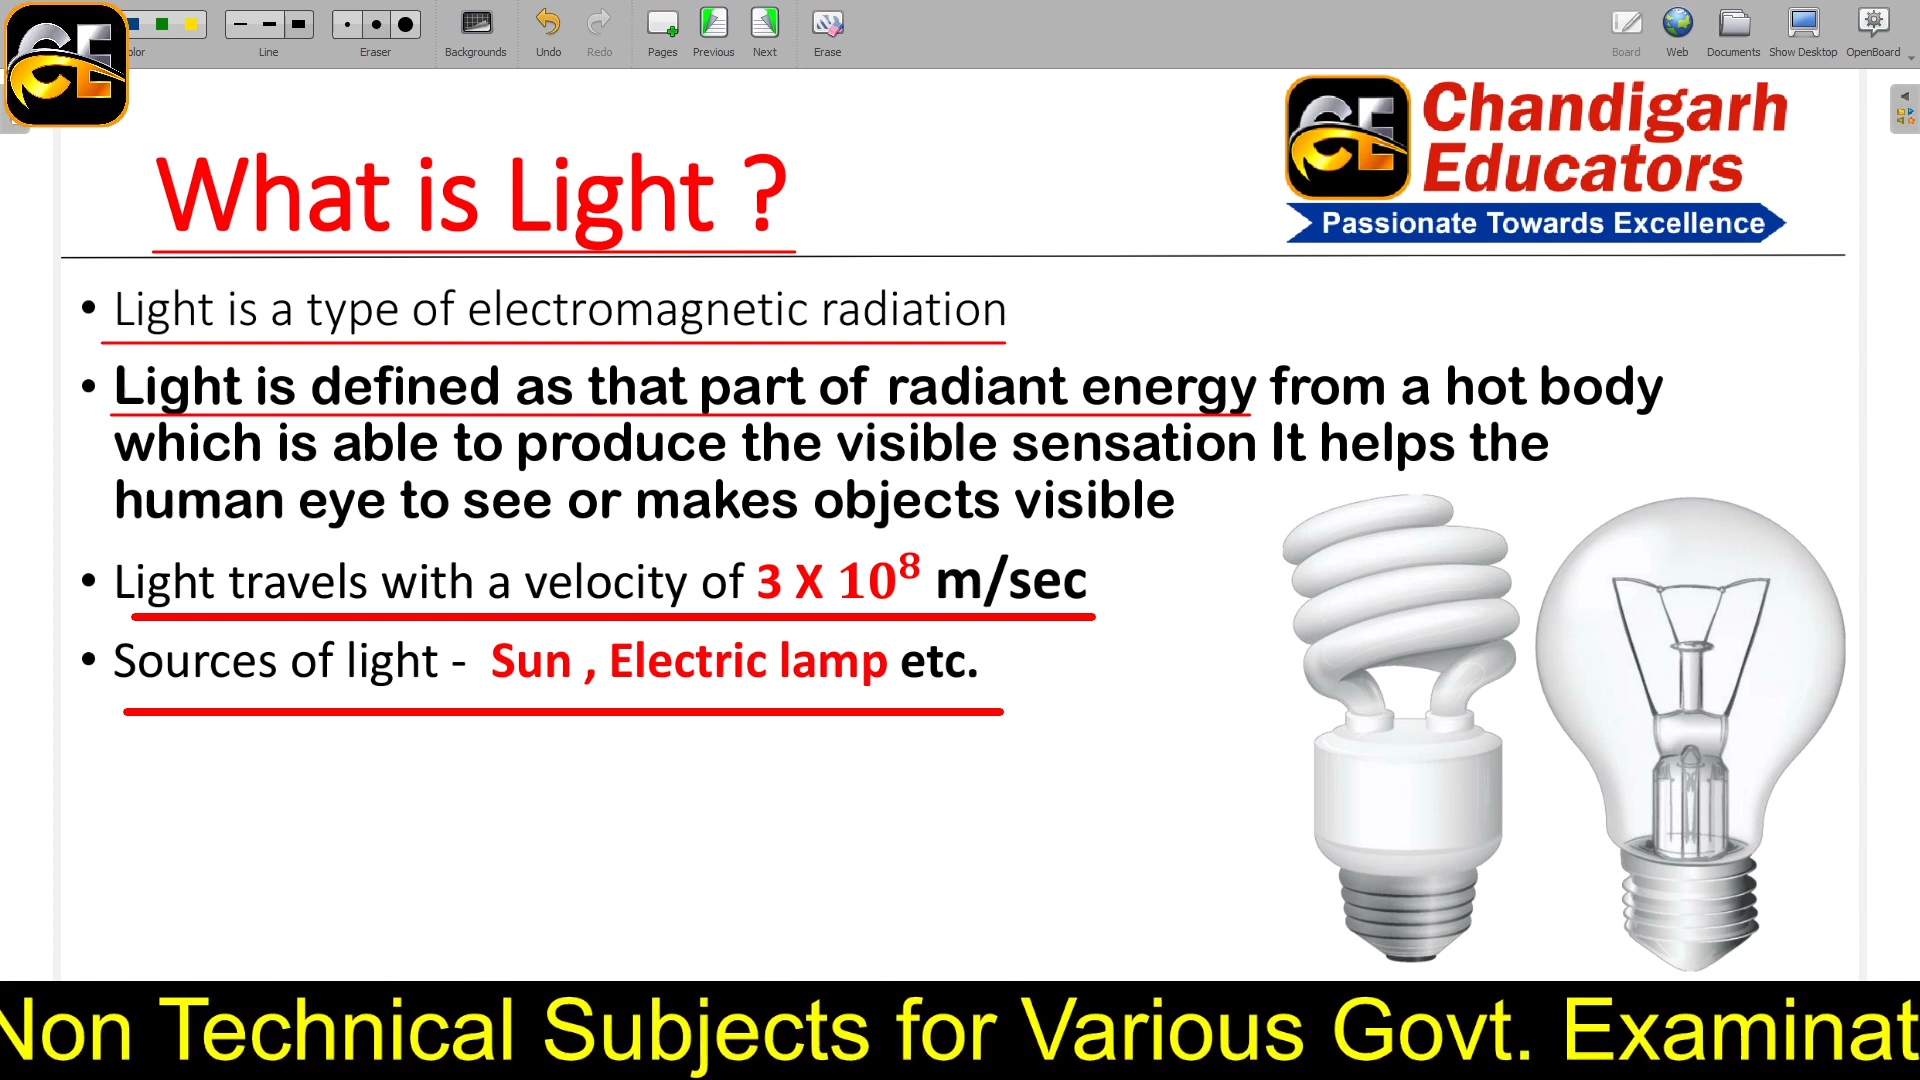 CE
olor
Line
Eraser
Backgrounds
Undo
Redo
Pages
Previous
Next
Erase
Board
Web
Documents
Show Desktop
OpenBoard
CE
Chandigarh
Educators
Passionate Towards Excellence
What is Light ?
• Light is a type of electromagnetic radiation
• Light is defined as that part of radiant energy from a hot body
which is able to produce the visible sensation It helps the
human eye to see or makes objects visible
• Light travels with a velocity of 3 X 10⁸ m/sec
• Sources of light - Sun , Electric lamp etc.
Non Technical Subjects for Various Govt. Examinat